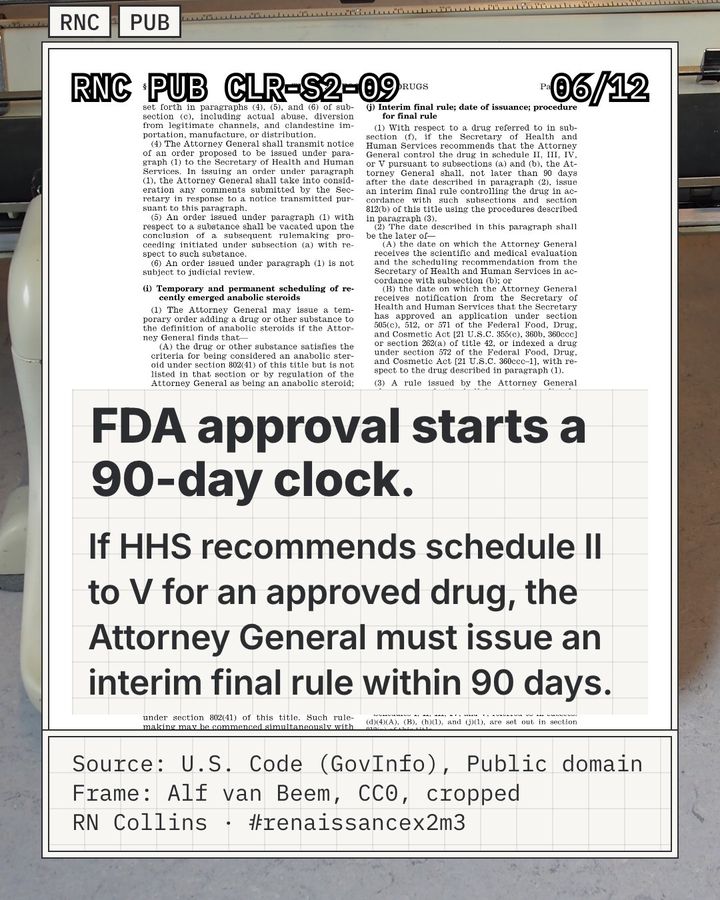 RNC PUB
RNC PUB CLR-S2-09 06/12
DRUGS
set forth in paragraphs (4), (5), and (6) of sub-
section (c), including actual abuse, diversion
from legitimate channels, and clandestine im-
portation, manufacture, or distribution.
(4) The Attorney General shall transmit notice
of an order proposed to be issued under para-
graph (1) to the Secretary of Health and Human
Services. In issuing an order under paragraph
(1), the Attorney General shall take into consid-
eration any comments submitted by the Sec-
retary in response to a notice transmitted pur-
suant to this paragraph.
(5) An order issued under paragraph (1) with
respect to a substance shall be vacated upon the
conclusion of a subsequent rulemaking pro-
ceeding initiated under subsection (a) with re-
spect to such substance.
(6) An order issued under paragraph (1) is not
subject to judicial review.
(i) Temporary and permanent scheduling of re-
cently emerged anabolic steroids
(1) The Attorney General may issue a tem-
porary order adding a drug or other substance to
the definition of anabolic steroids if the Attor-
ney General finds that—
(A) the drug or other substance satisfies the
criteria for being considered an anabolic ster-
oid under section 802(41) of this title but is not
listed in that section or by regulation of the
Attorney General as being an anabolic steroid;
(j) Interim final rule; date of issuance; procedure
for final rule
(1) With respect to a drug referred to in sub-
section (f), if the Secretary of Health and
Human Services recommends that the Attorney
General control the drug in schedule II, III, IV,
or V pursuant to subsections (a) and (b), the At-
torney General shall, not later than 90 days
after the date described in paragraph (2), issue
an interim final rule controlling the drug in ac-
cordance with such subsections and section
812(b) of this title using the procedures described
in paragraph (3).
(2) The date described in this paragraph shall
be the later of—
(A) the date on which the Attorney General
receives the scientific and medical evaluation
and the scheduling recommendation from the
Secretary of Health and Human Services in ac-
cordance with subsection (b); or
(B) the date on which the Attorney General
receives notification from the Secretary of
Health and Human Services that the Secretary
has approved an application under section
505(c), 512, or 571 of the Federal Food, Drug,
and Cosmetic Act [21 U.S.C. 355(c), 360b, 360ccc]
or section 262(a) of title 42, or indexed a drug
under section 572 of the Federal Food, Drug,
and Cosmetic Act [21 U.S.C. 360ccc–1], with re-
spect to the drug described in paragraph (1).
(3) A rule issued by the Attorney General
FDA approval starts a
90-day clock.
If HHS recommends schedule II
to V for an approved drug, the
Attorney General must issue an
interim final rule within 90 days.
under section 802(41) of this title. Such rule-
making may be commenced simultaneously with
(d)(4)(A), (B), (h)(1), and (j)(1), are set out in section
Source: U.S. Code (GovInfo), Public domain
Frame: Alf van Beem, CC0, cropped
RN Collins · #renaissancex2m3